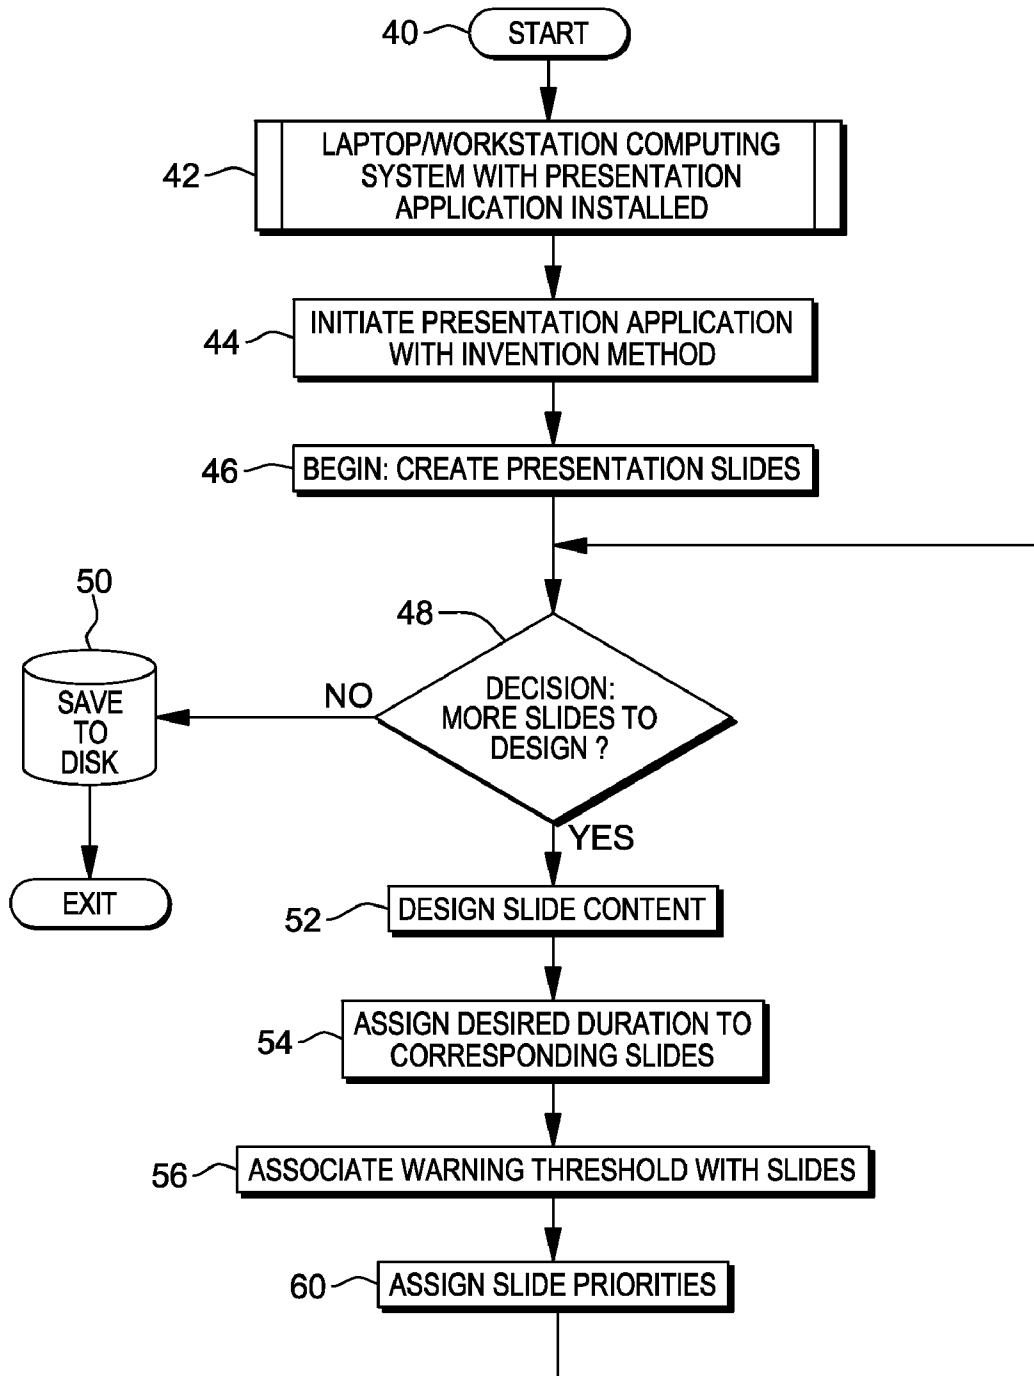 40
START
42
LAPTOP/WORKSTATION COMPUTING
SYSTEM WITH PRESENTATION
APPLICATION INSTALLED
44
INITIATE PRESENTATION APPLICATION
WITH INVENTION METHOD
46
BEGIN: CREATE PRESENTATION SLIDES
48
DECISION:
MORE SLIDES TO
DESIGN ?
NO
50
SAVE
TO
DISK
EXIT
YES
52
DESIGN SLIDE CONTENT
54
ASSIGN DESIRED DURATION TO
CORRESPONDING SLIDES
56
ASSOCIATE WARNING THRESHOLD WITH SLIDES
60
ASSIGN SLIDE PRIORITIES